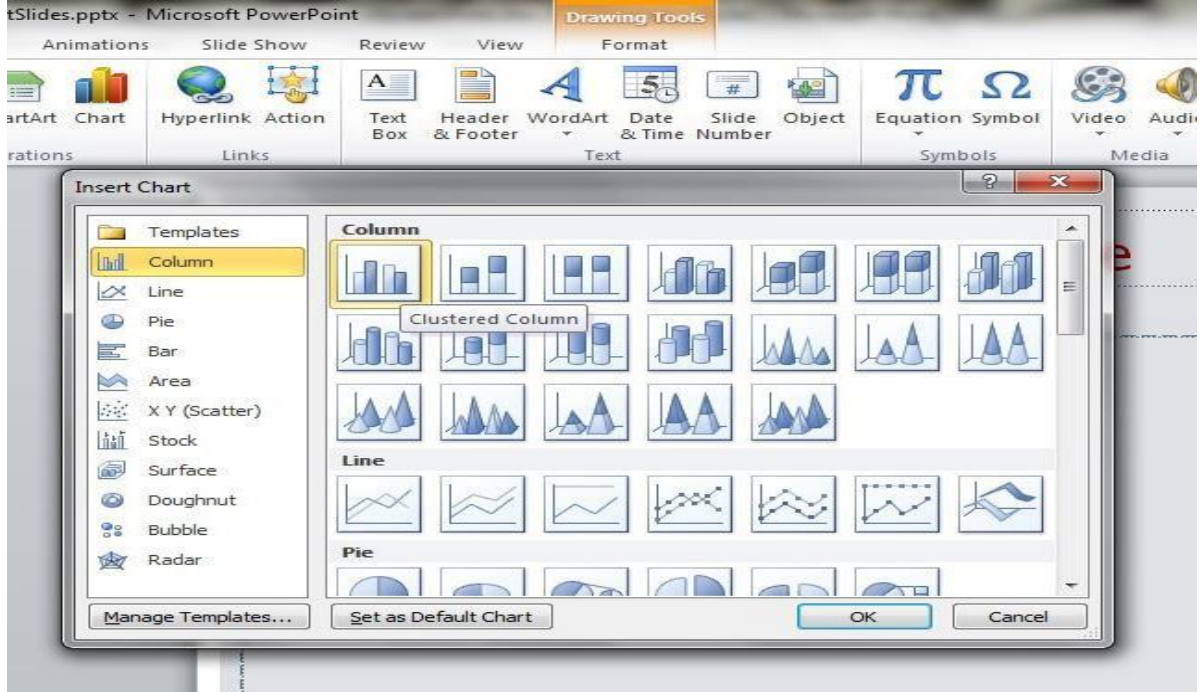 tSlides.pptx - Microsoft PowerPoint
Drawing Tools
Animations Slide Show Review View Format
artArt Chart Hyperlink Action Text Box Header & Footer WordArt Date & Time Slide Number Object Equation Symbol Video Audi
rations Links Text Symbols Media
Insert Chart
Templates
Column
Line
Pie
Bar
Area
X Y (Scatter)
Stock
Surface
Doughnut
Bubble
Radar
Column
Clustered Column
Line
Pie
Manage Templates... Set as Default Chart OK Cancel
e